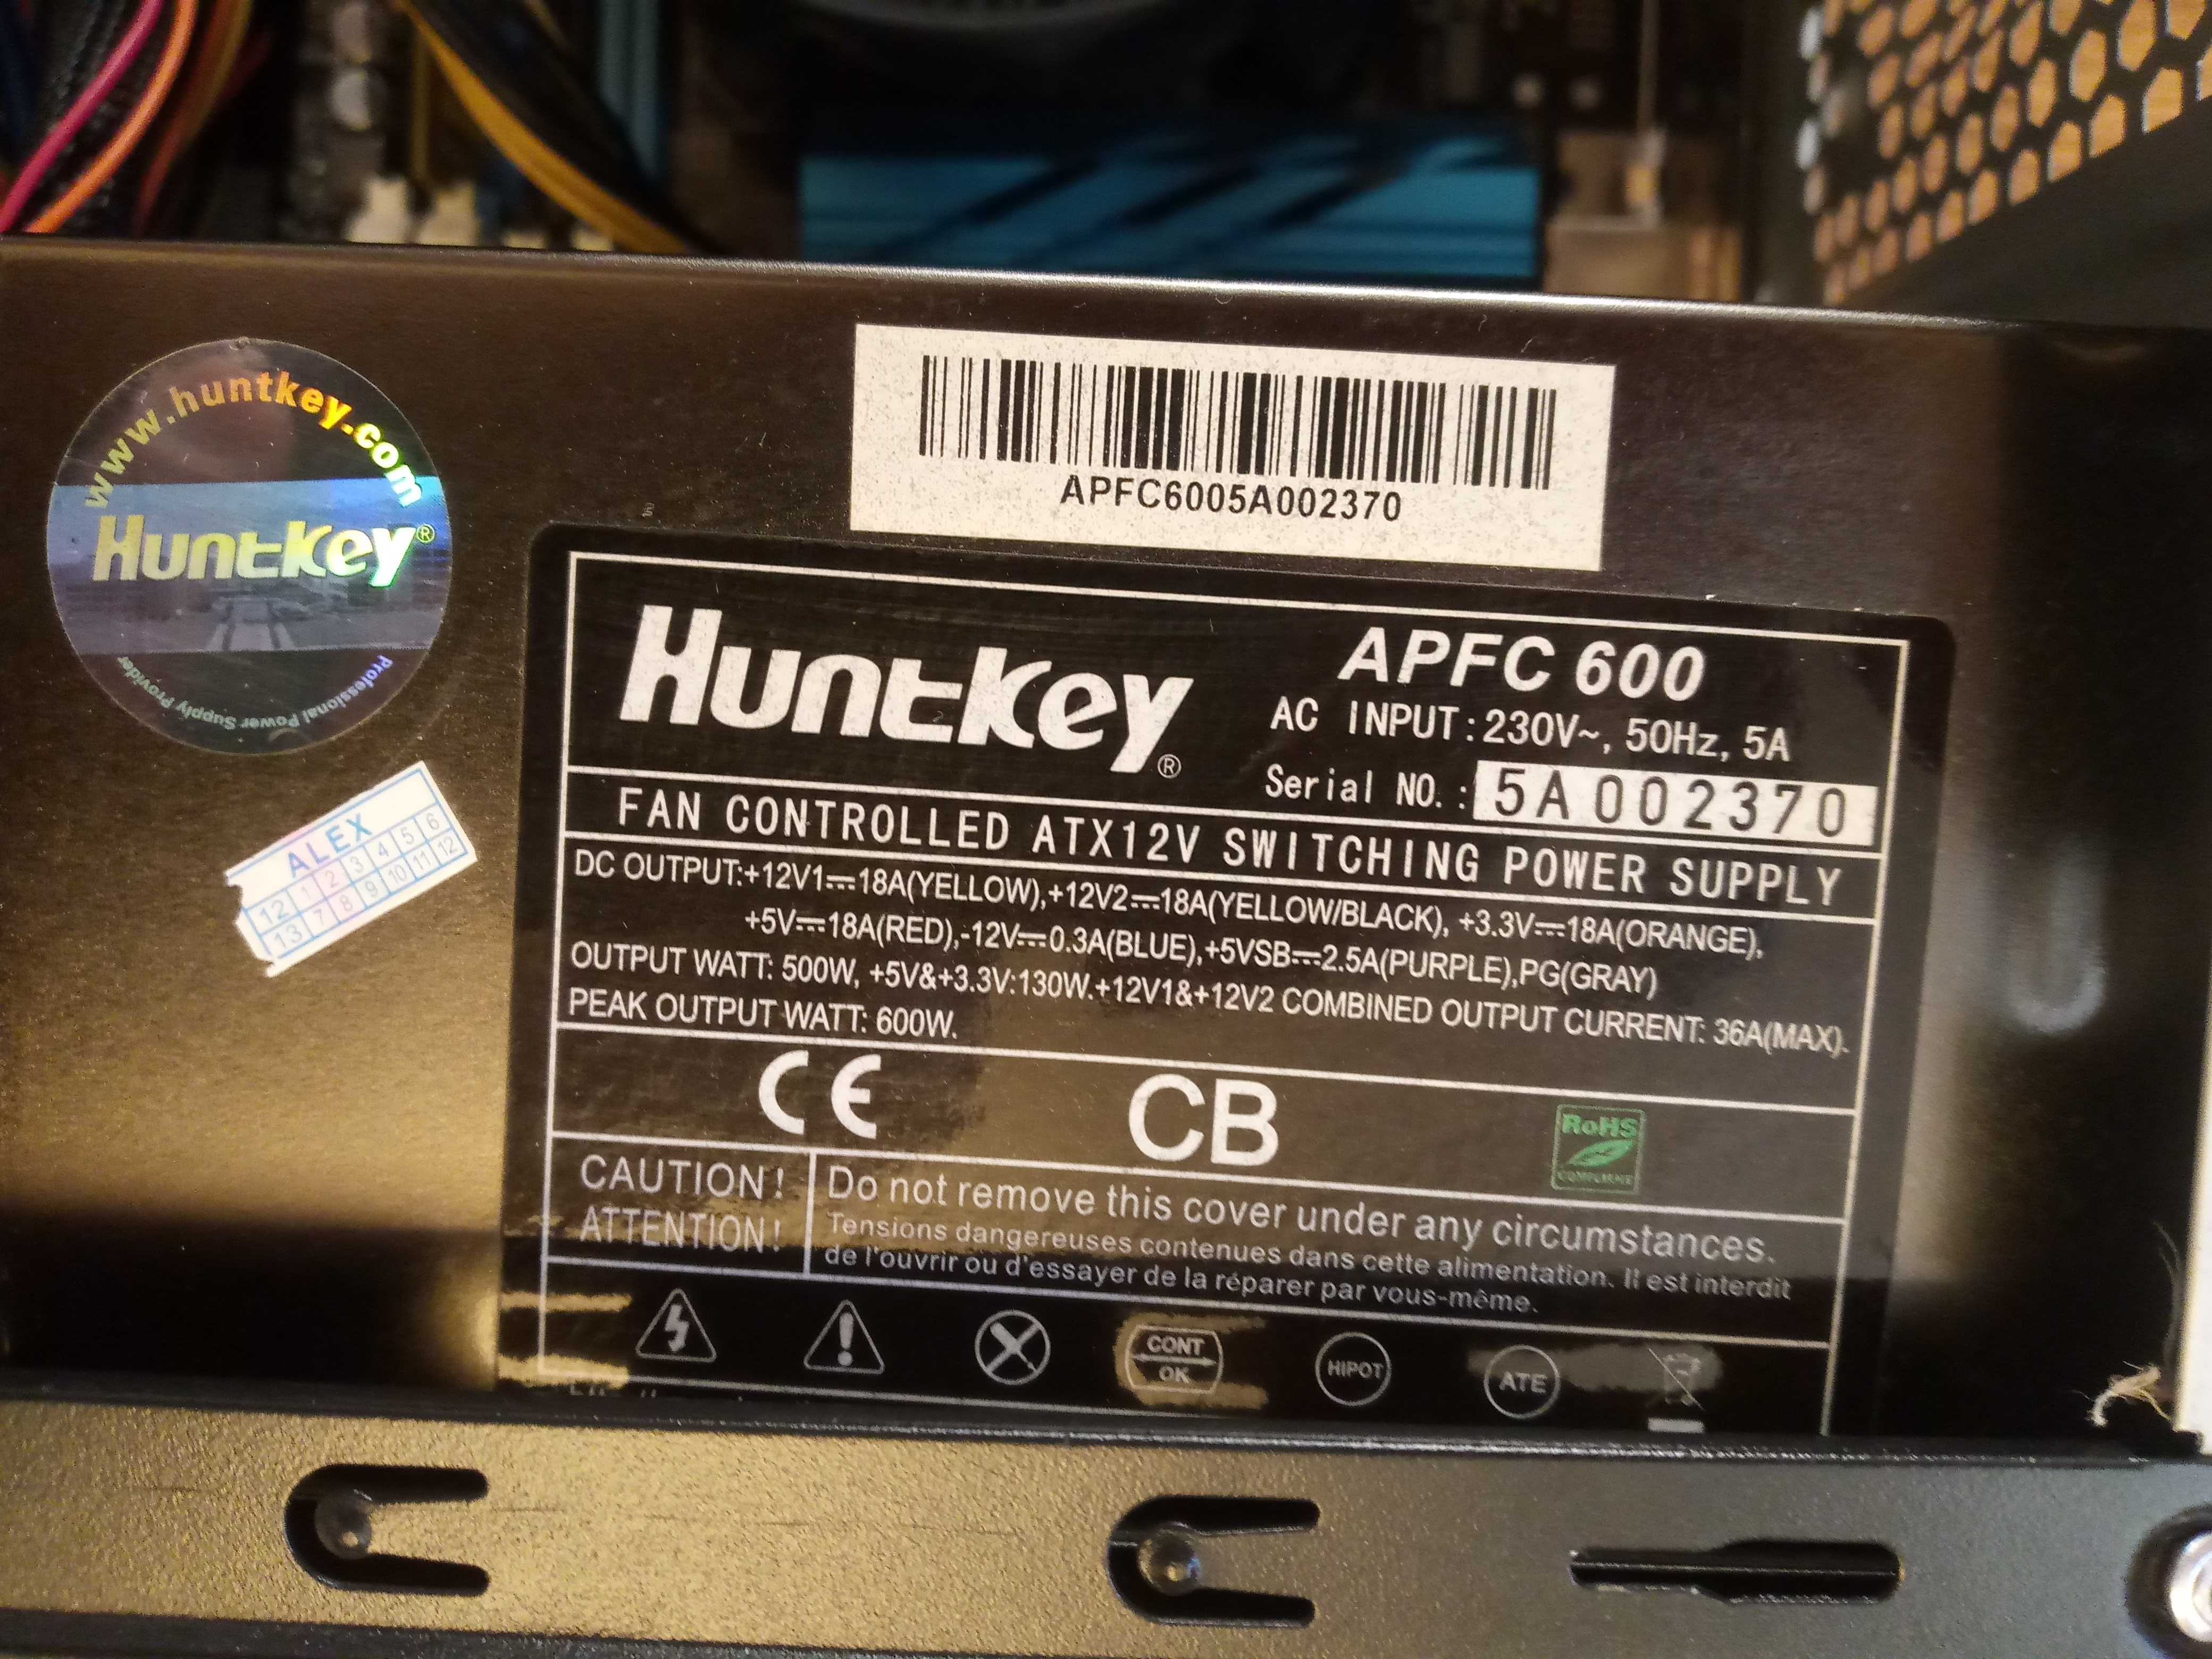 www.huntkey.com
Huntkey®
Professional Power Supply Provider
ALEX
12 1 2 3 4 5 6
13 7 8 9 10 11 12
APFC6005A002370
Huntkey®
APFC 600
AC INPUT:230V~, 50Hz, 5A
Serial NO.: 5A002370
FAN CONTROLLED ATX12V SWITCHING POWER SUPPLY
DC OUTPUT:+12V1⎓18A(YELLOW),+12V2⎓18A(YELLOW/BLACK), +3.3V⎓18A(ORANGE),
+5V⎓18A(RED),-12V⎓0.3A(BLUE),+5VSB⎓2.5A(PURPLE),PG(GRAY)
OUTPUT WATT: 500W, +5V&+3.3V:130W.+12V1&+12V2 COMBINED OUTPUT CURRENT: 36A(MAX).
PEAK OUTPUT WATT: 600W.
CE CB RoHS
COMPLIANT
CAUTION!
ATTENTION!
Do not remove this cover under any circumstances.
Tensions dangereuses contenues dans cette alimentation. Il est interdit
de l'ouvrir ou d'essayer de la réparer par vous-même.
CONT
OK
HIPOT
ATE